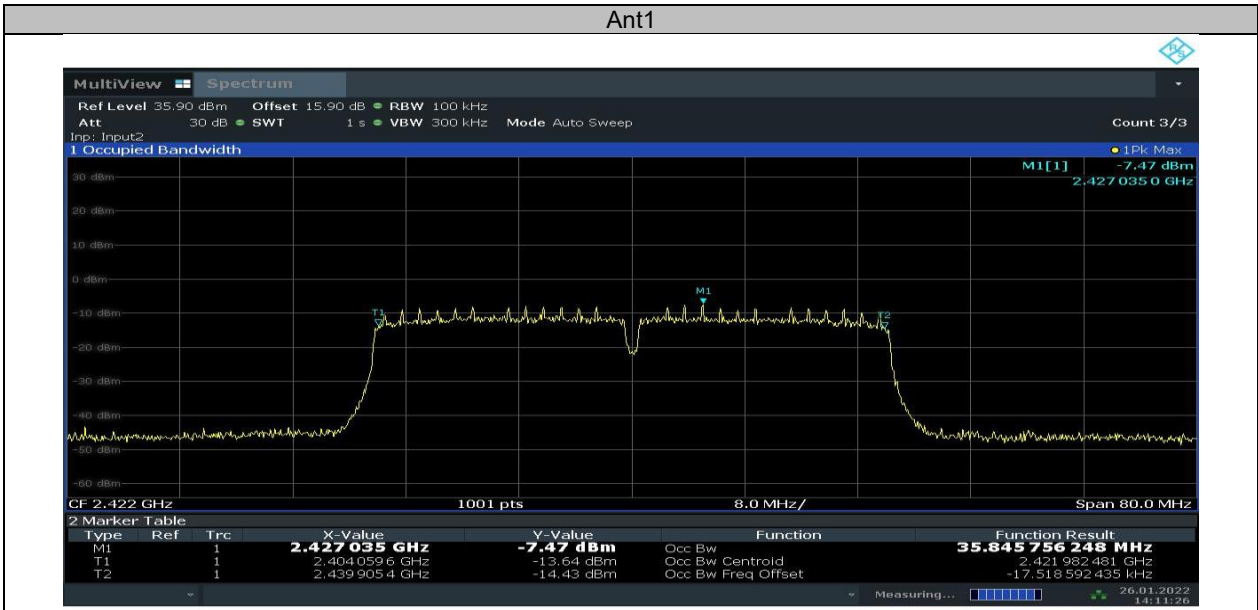 Ant1
R&S
MultiView Spectrum
Ref Level 35.90 dBm Offset 15.90 dB RBW 100 kHz
Att 30 dB SWT 1 s VBW 300 kHz Mode Auto Sweep Count 3/3
Inp: Input2
1 Occupied Bandwidth 1Pk Max
M1[1] -7.47 dBm
2.427 035 0 GHz
30 dBm
20 dBm
10 dBm
0 dBm
M1
-10 dBm
T1
T2
-20 dBm
-30 dBm
-40 dBm
-50 dBm
-60 dBm
CF 2.422 GHz 1001 pts 8.0 MHz/ Span 80.0 MHz
2 Marker Table
Type Ref Trc X-Value Y-Value Function Function Result
M1 1 2.427 035 GHz -7.47 dBm Occ Bw 35.845 756 248 MHz
T1 1 2.404 059 6 GHz -13.64 dBm Occ Bw Centroid 2.421 982 481 GHz
T2 1 2.439 905 4 GHz -14.43 dBm Occ Bw Freq Offset -17.518 592 435 kHz
Measuring... 26.01.2022
14:11:26